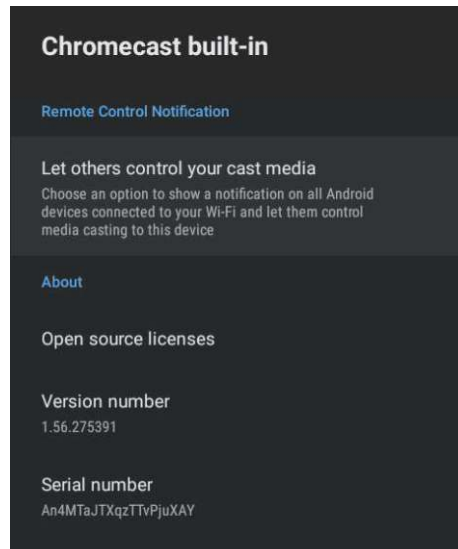 Chromecast built-in
Remote Control Notification
Let others control your cast media
Choose an option to show a notification on all Android
devices connected to your Wi-Fi and let them control
media casting to this device
About
Open source licenses
Version number
1.56.275391
Serial number
An4MTaJTXqzTTvPjuXAY